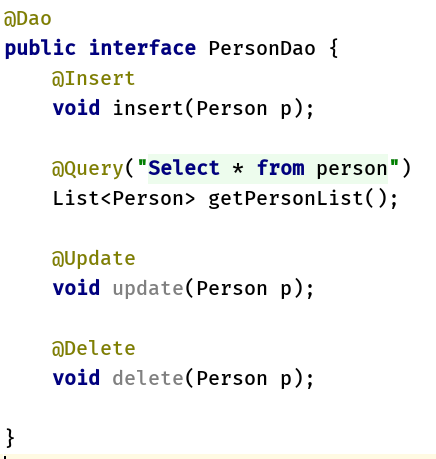 @Dao
public interface PersonDao {
    @Insert
    void insert(Person p);

    @Query("Select * from person")
    List<Person> getPersonList();

    @Update
    void update(Person p);

    @Delete
    void delete(Person p);

}